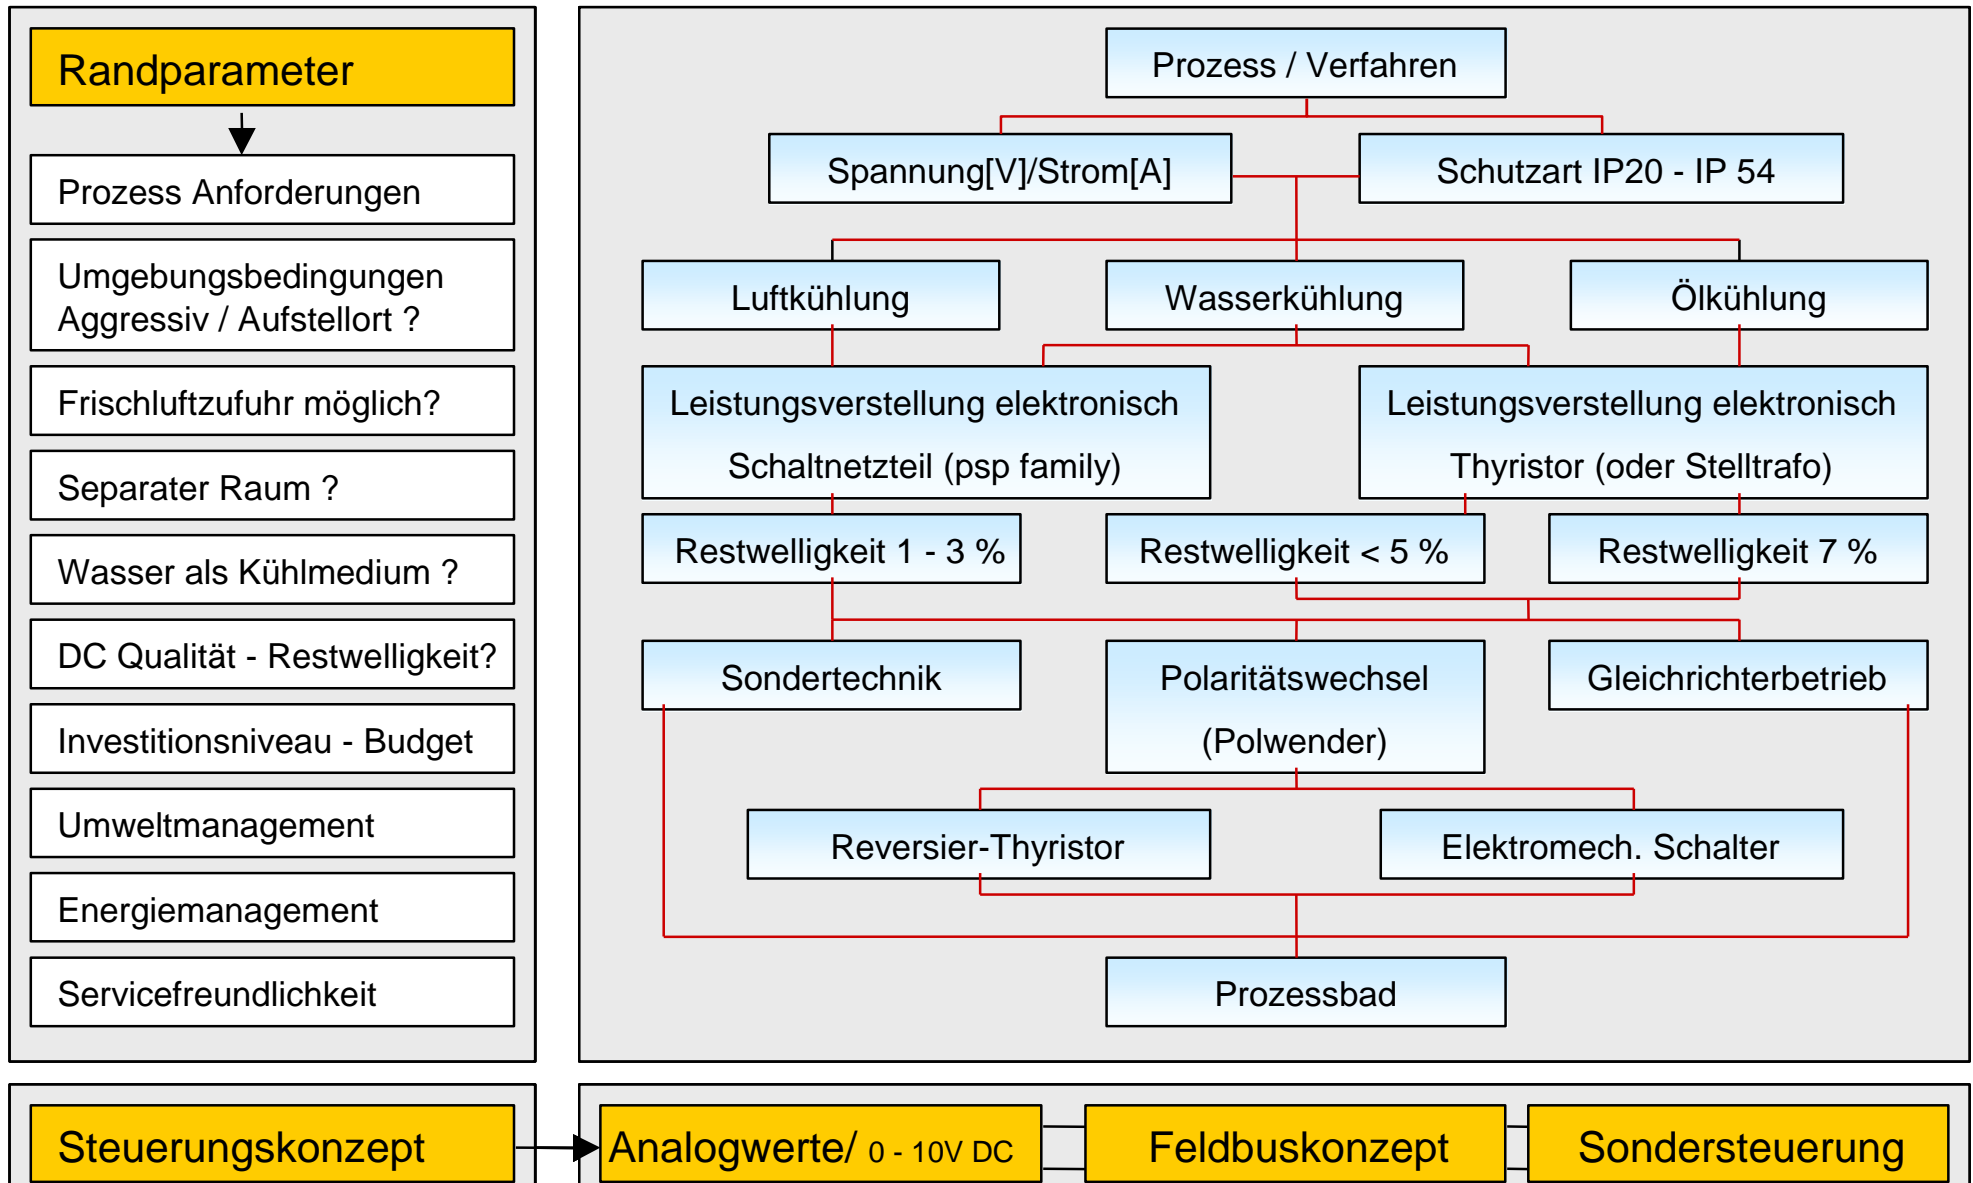 Randparameter
Prozess Anforderungen
Umgebungsbedingungen
Aggressiv / Aufstellort ?
Frischluftzufuhr möglich?
Separater Raum ?
Wasser als Kühlmedium ?
DC Qualität - Restwelligkeit?
Investitionsniveau - Budget
Umweltmanagement
Energiemanagement
Servicefreundlichkeit
Prozess / Verfahren
Spannung[V]/Strom[A]
Schutzart IP20 - IP 54
Luftkühlung
Wasserkühlung
Ölkühlung
Leistungsverstellung elektronisch
Schaltnetzteil (psp family)
Leistungsverstellung elektronisch
Thyristor (oder Stelltrafo)
Restwelligkeit 1 - 3 %
Restwelligkeit < 5 %
Restwelligkeit 7 %
Sondertechnik
Polaritätswechsel
(Polwender)
Gleichrichterbetrieb
Reversier-Thyristor
Elektromech. Schalter
Prozessbad
Steuerungskonzept
Analogwerte/ 0 - 10V DC
Feldbuskonzept
Sondersteuerung